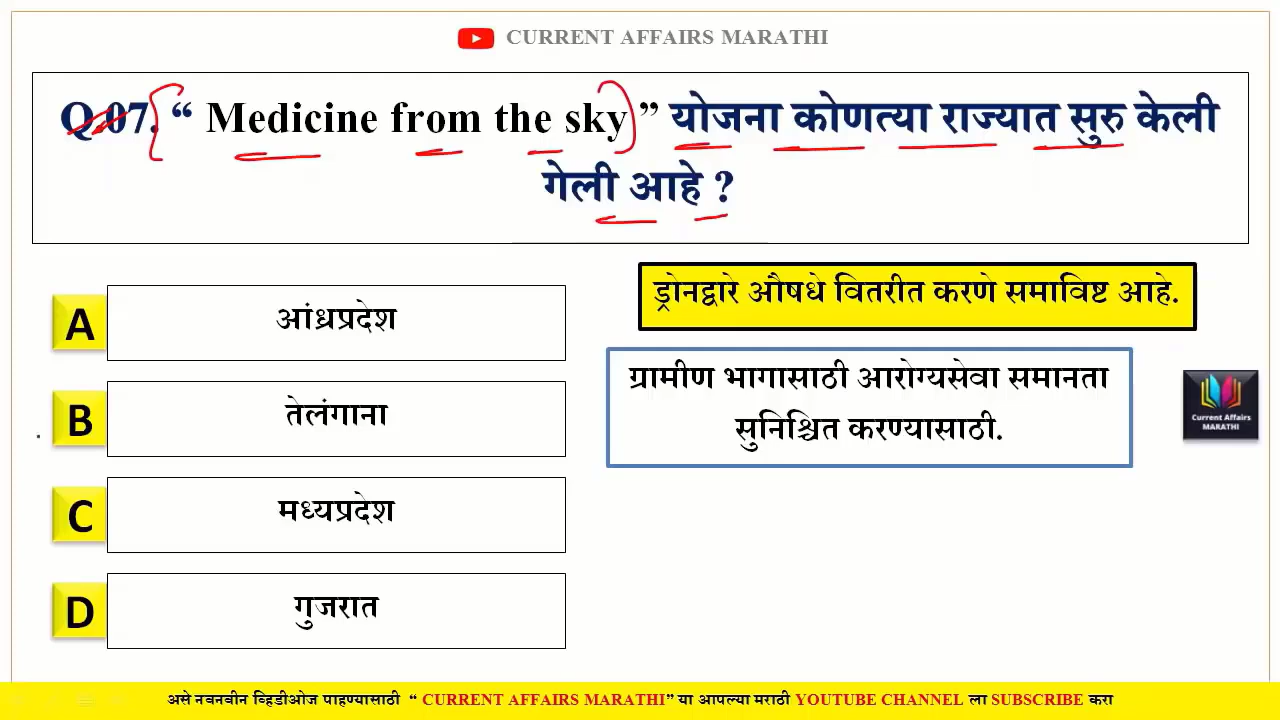 CURRENT AFFAIRS MARATHI
Q.07. “ Medicine from the sky ” योजना कोणत्या राज्यात सुरु केली
गेली आहे ?
ड्रोनद्वारे औषधे वितरीत करणे समाविष्ट आहे.
A आंध्रप्रदेश
ग्रामीण भागासाठी आरोग्यसेवा समानता
सुनिश्चित करण्यासाठी.
B तेलंगाना
Current Affairs
MARATHI
C मध्यप्रदेश
D गुजरात
असे नवनवीन व्हिडीओज पाहण्यासाठी “ CURRENT AFFAIRS MARATHI” या आपल्या मराठी YOUTUBE CHANNEL ला SUBSCRIBE करा